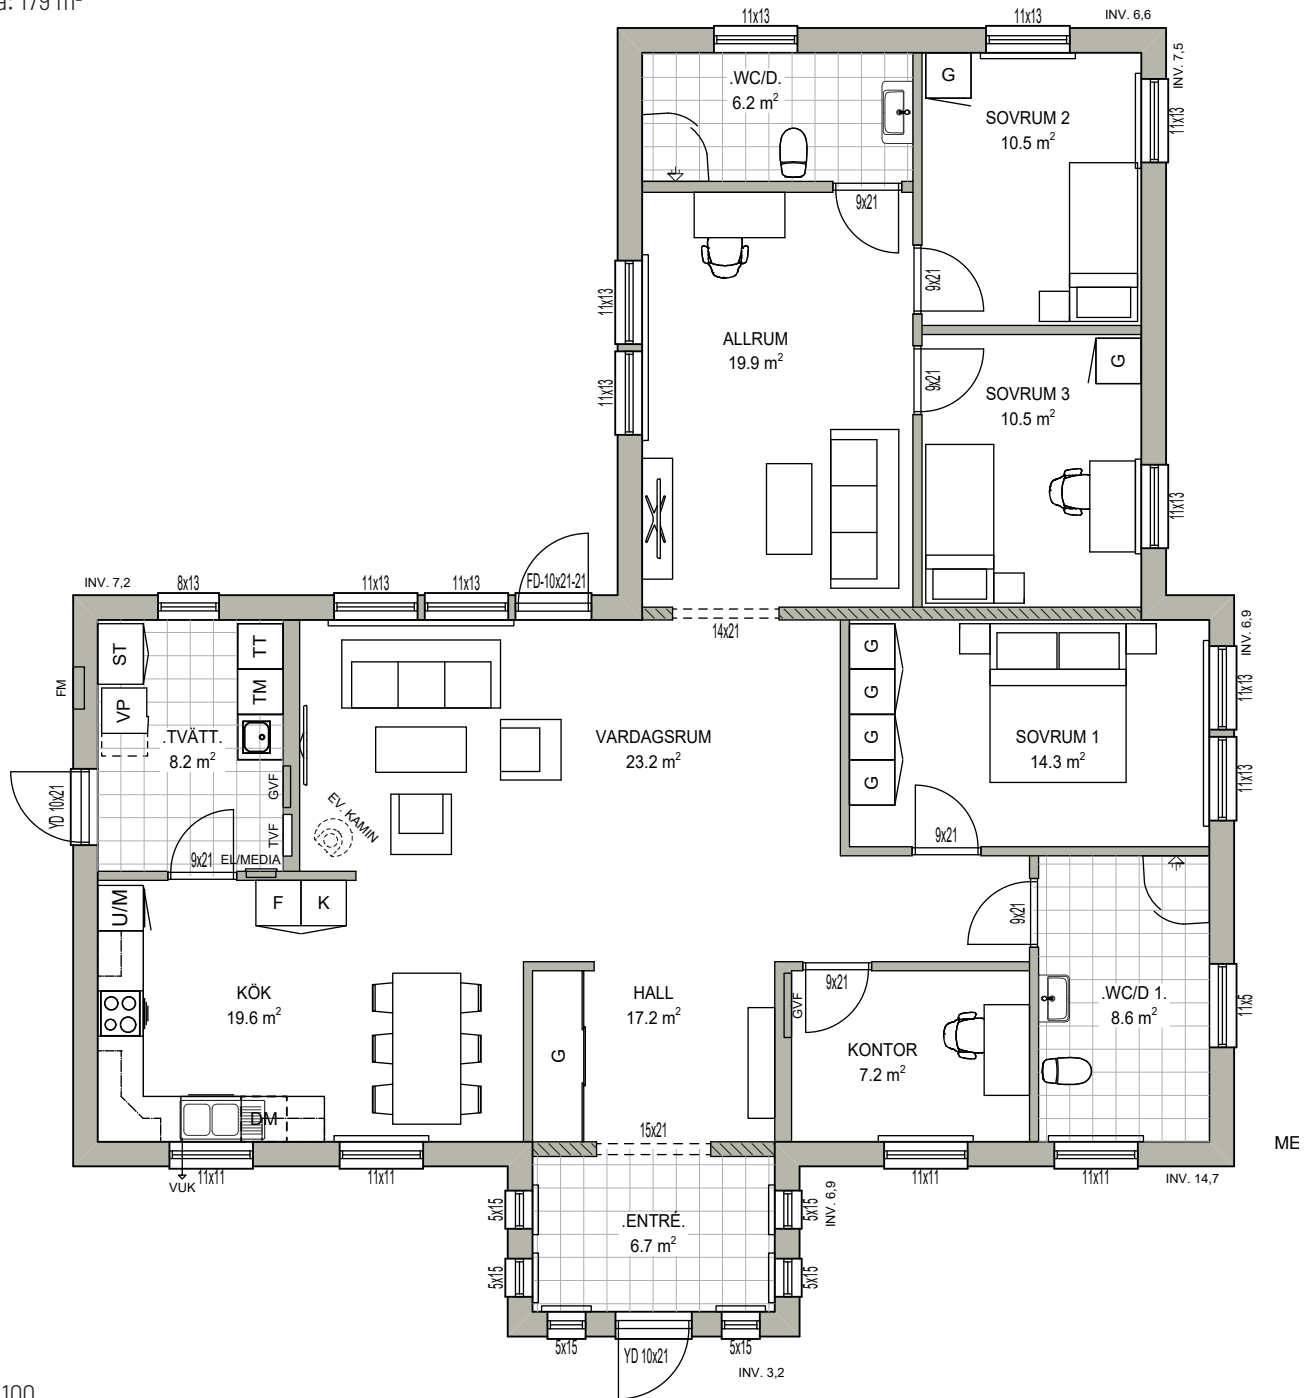 a: 179 m²
11x13
11x13
INV. 6,6
INV. 7,5
.WC/D.
6.2 m²
G
SOVRUM 2
10.5 m²
11x13
9x21
9x21
11x13
ALLRUM
19.9 m²
11x13
9x21
G
SOVRUM 3
10.5 m²
11x13
INV. 7,2
8x13
11x13
11x13
FD-10x21-21
14x21
INV. 6,9
ST
TT
FM
VP
TM
.TVÄTT.
8.2 m²
GVF
TVF
YD 10x21
9x21
EL/MEDIA
EV. KAMIN
VARDAGSRUM
23.2 m²
G
G
G
G
SOVRUM 1
14.3 m²
11x13
11x13
9x21
U/M
F
K
9x21
KÖK
19.6 m²
HALL
17.2 m²
G
GVF
9x21
KONTOR
7.2 m²
.WC/D 1.
8.6 m²
11x5
DM
VUK
11x11
11x11
15x21
11x11
11x11
INV. 14,7
ME
5x15
5x15
.ENTRÉ.
6.7 m²
5x15
5x15
INV. 6,9
5x15
YD 10x21
5x15
INV. 3,2
100